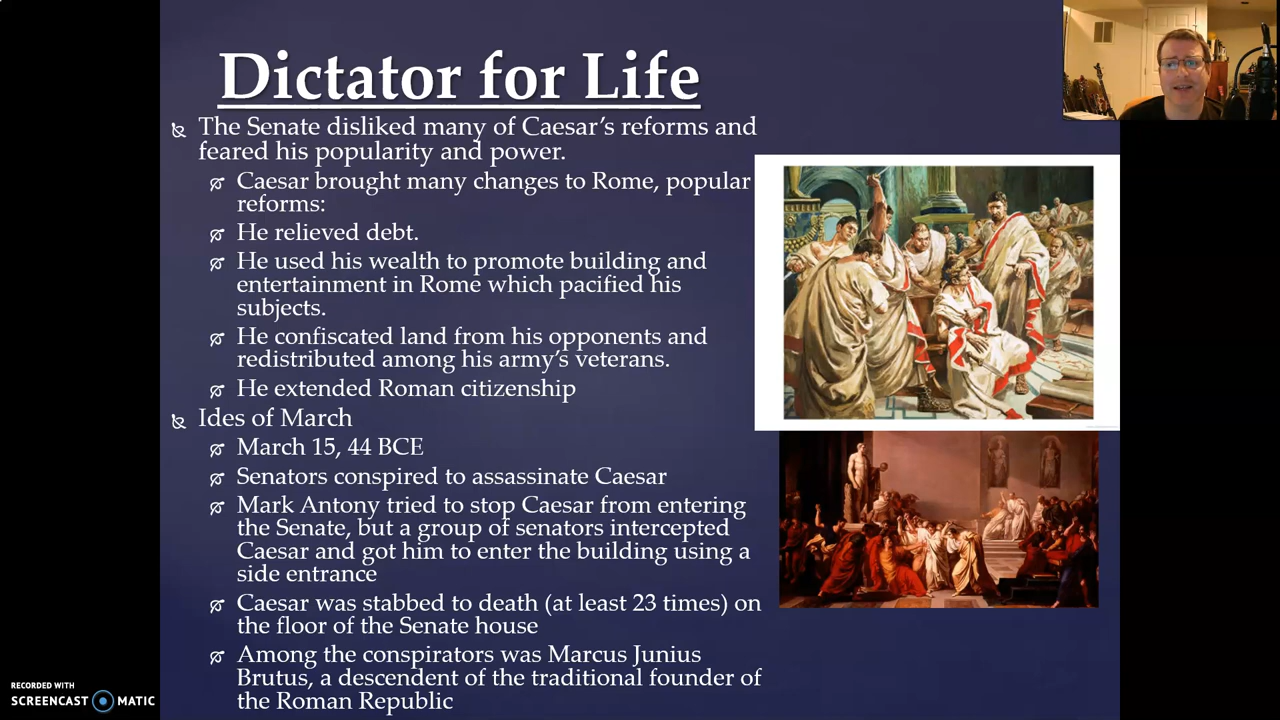 Dictator for Life
The Senate disliked many of Caesar's reforms and
feared his popularity and power.
Caesar brought many changes to Rome, popular
reforms:
He relieved debt.
He used his wealth to promote building and
entertainment in Rome which pacified his
subjects.
He confiscated land from his opponents and
redistributed among his army's veterans.
He extended Roman citizenship
Ides of March
March 15, 44 BCE
Senators conspired to assassinate Caesar
Mark Antony tried to stop Caesar from entering
the Senate, but a group of senators intercepted
Caesar and got him to enter the building using a
side entrance
Caesar was stabbed to death (at least 23 times) on
the floor of the Senate house
Among the conspirators was Marcus Junius
Brutus, a descendent of the traditional founder of
the Roman Republic
RECORDED WITH
SCREENCAST MATIC